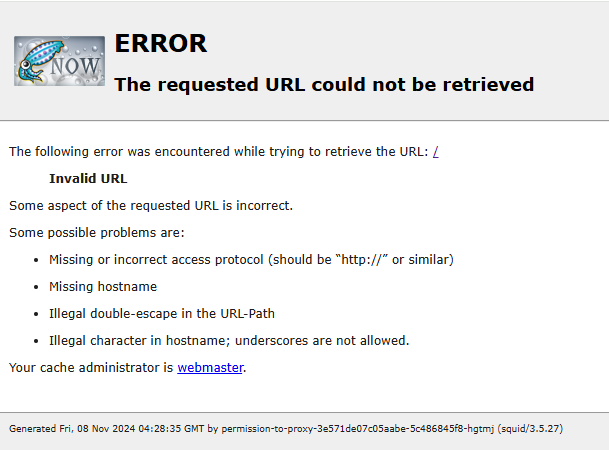 NOW
ERROR
The requested URL could not be retrieved
The following error was encountered while trying to retrieve the URL: /
Invalid URL
Some aspect of the requested URL is incorrect.
Some possible problems are:
• Missing or incorrect access protocol (should be “http://” or similar)
• Missing hostname
• Illegal double-escape in the URL-Path
• Illegal character in hostname; underscores are not allowed.
Your cache administrator is webmaster.
Generated Fri, 08 Nov 2024 04:28:35 GMT by permission-to-proxy-3e571de07c05aabe-5c486845f8-hgtmj (squid/3.5.27)